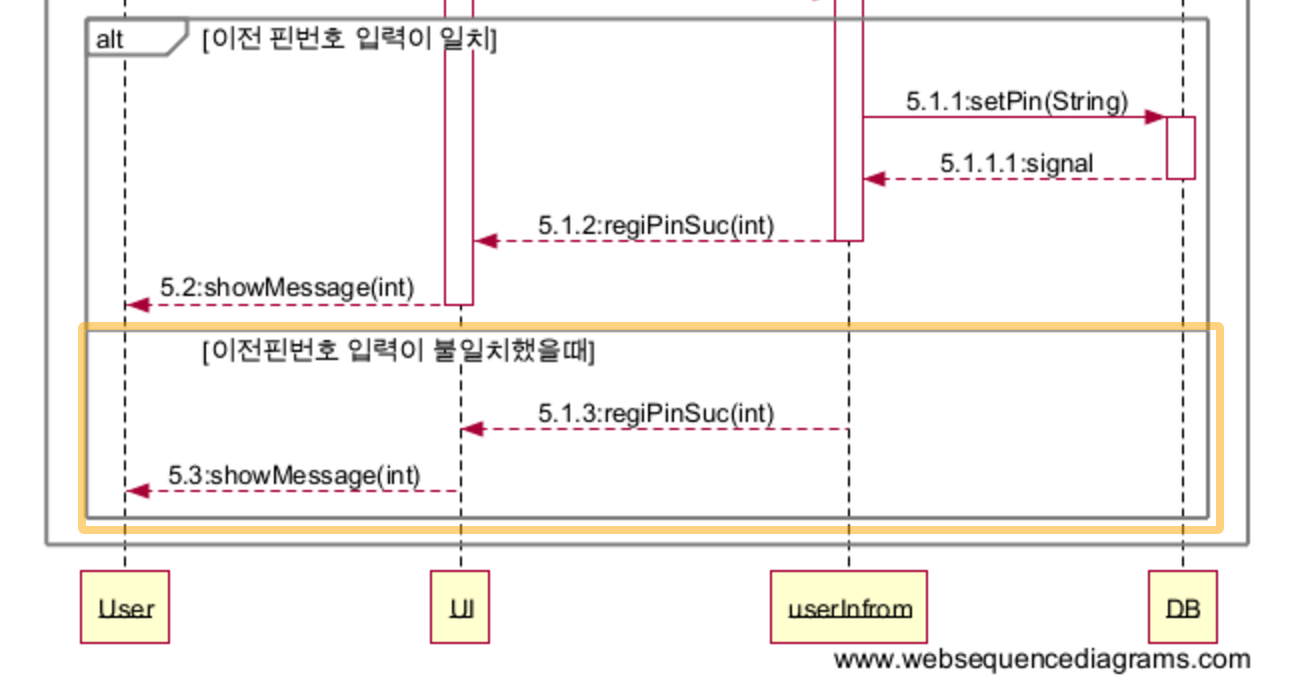 alt
[이전 핀번호 입력이 일치]
5.1.1:setPin(String)
5.1.1.1:signal
5.1.2:regiPinSuc(int)
5.2:showMessage(int)
[이전핀번호 입력이 불일치했을때]
5.1.3:regiPinSuc(int)
5.3:showMessage(int)
User
UI
userInfrom
DB
www.websequencediagrams.com